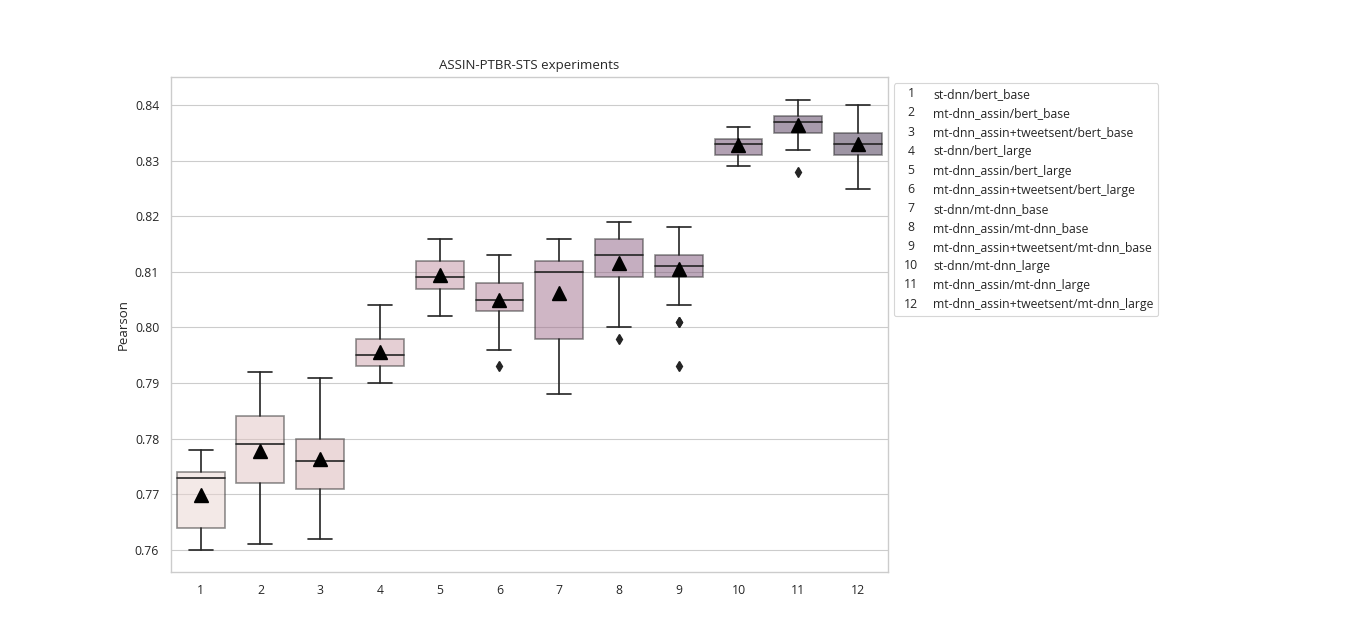 ASSIN-PTBR-STS experiments
Pearson
0.84
0.83
0.82
0.81
0.80
0.79
0.78
0.77
0.76
1 2 3 4 5 6 7 8 9 10 11 12
1 st-dnn/bert_base
2 mt-dnn_assin/bert_base
3 mt-dnn_assin+tweetsent/bert_base
4 st-dnn/bert_large
5 mt-dnn_assin/bert_large
6 mt-dnn_assin+tweetsent/bert_large
7 st-dnn/mt-dnn_base
8 mt-dnn_assin/mt-dnn_base
9 mt-dnn_assin+tweetsent/mt-dnn_base
10 st-dnn/mt-dnn_large
11 mt-dnn_assin/mt-dnn_large
12 mt-dnn_assin+tweetsent/mt-dnn_large